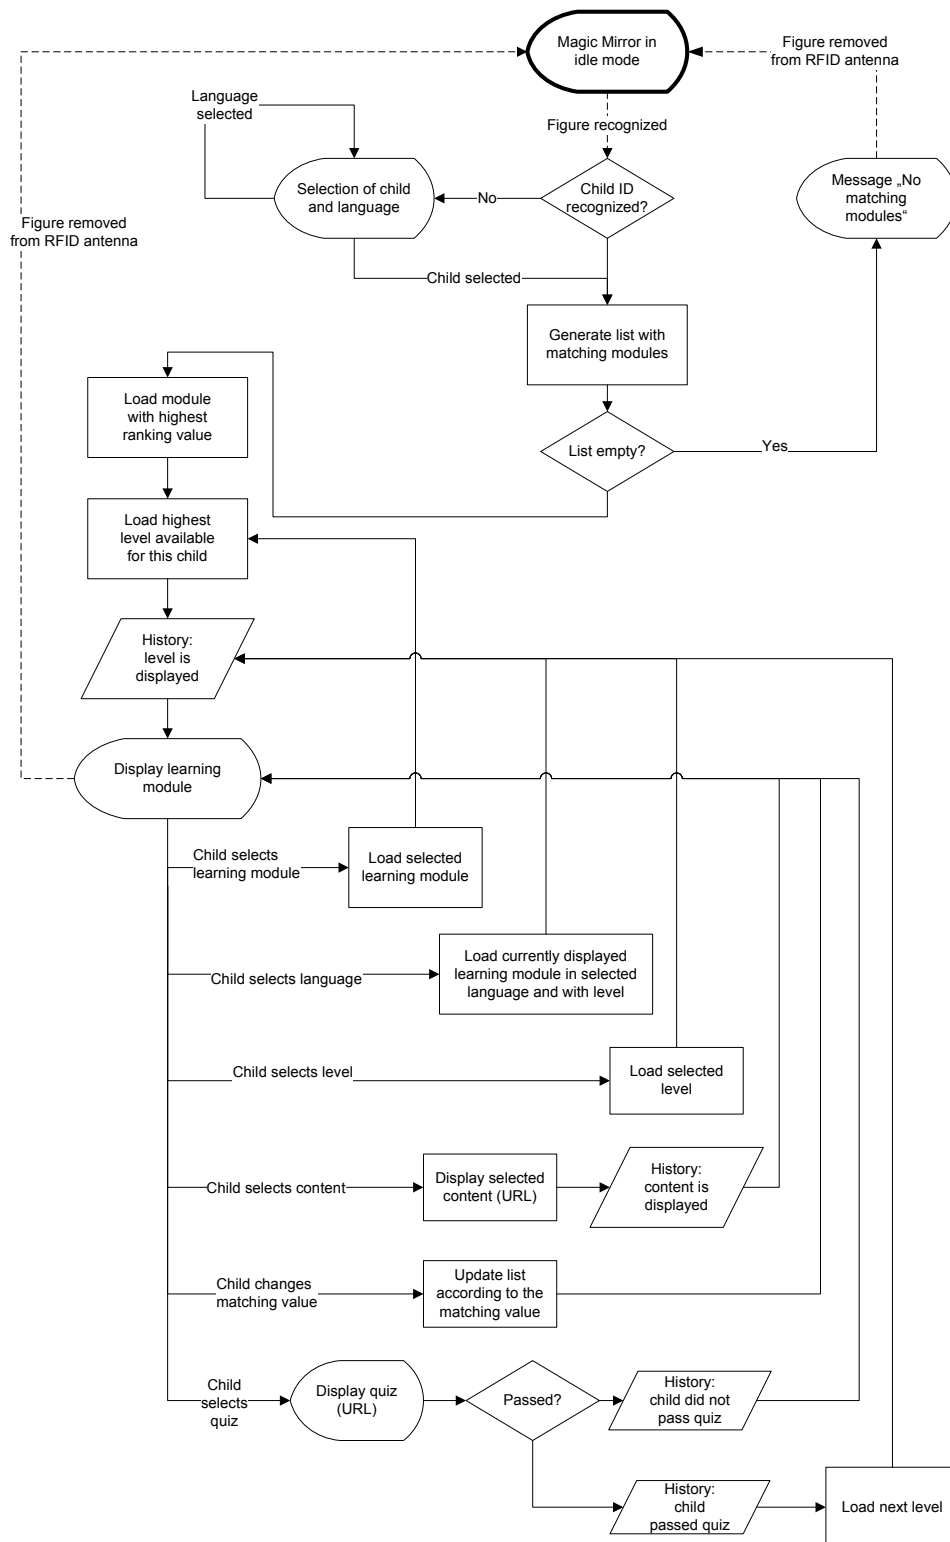 Magic Mirror in
idle mode
Figure removed
from RFID antenna
Language
selected
Figure recognized
Selection of child
and language
No
Child ID
recognized?
Message „No
matching
modules“
Figure removed
from RFID antenna
Child selected
Generate list with
matching modules
Load module
with highest
ranking value
List empty?
Yes
Load highest
level available
for this child
History:
level is
displayed
Display learning
module
Child selects
learning module
Load selected
learning module
Child selects language
Load currently displayed
learning module in selected
language and with level
Child selects level
Load selected
level
Child selects content
Display selected
content (URL)
History:
content is
displayed
Child changes
matching value
Update list
according to the
matching value
Child
selects
quiz
Display quiz
(URL)
Passed?
History:
child did not
pass quiz
History:
child
passed quiz
Load next level